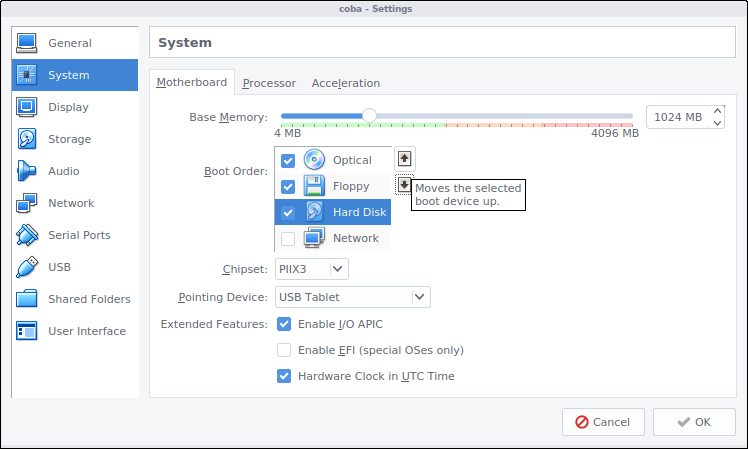 coba - Settings
General
System
Display
Storage
Audio
Network
Serial Ports
USB
Shared Folders
User Interface
System
Motherboard Processor Acceleration
Base Memory: 1024 MB
4 MB 4096 MB
Boot Order:
Optical
Floppy
Hard Disk
Network
Moves the selected
boot device up.
Chipset: PIIX3
Pointing Device: USB Tablet
Extended Features: Enable I/O APIC
Enable EFI (special OSes only)
Hardware Clock in UTC Time
Cancel OK